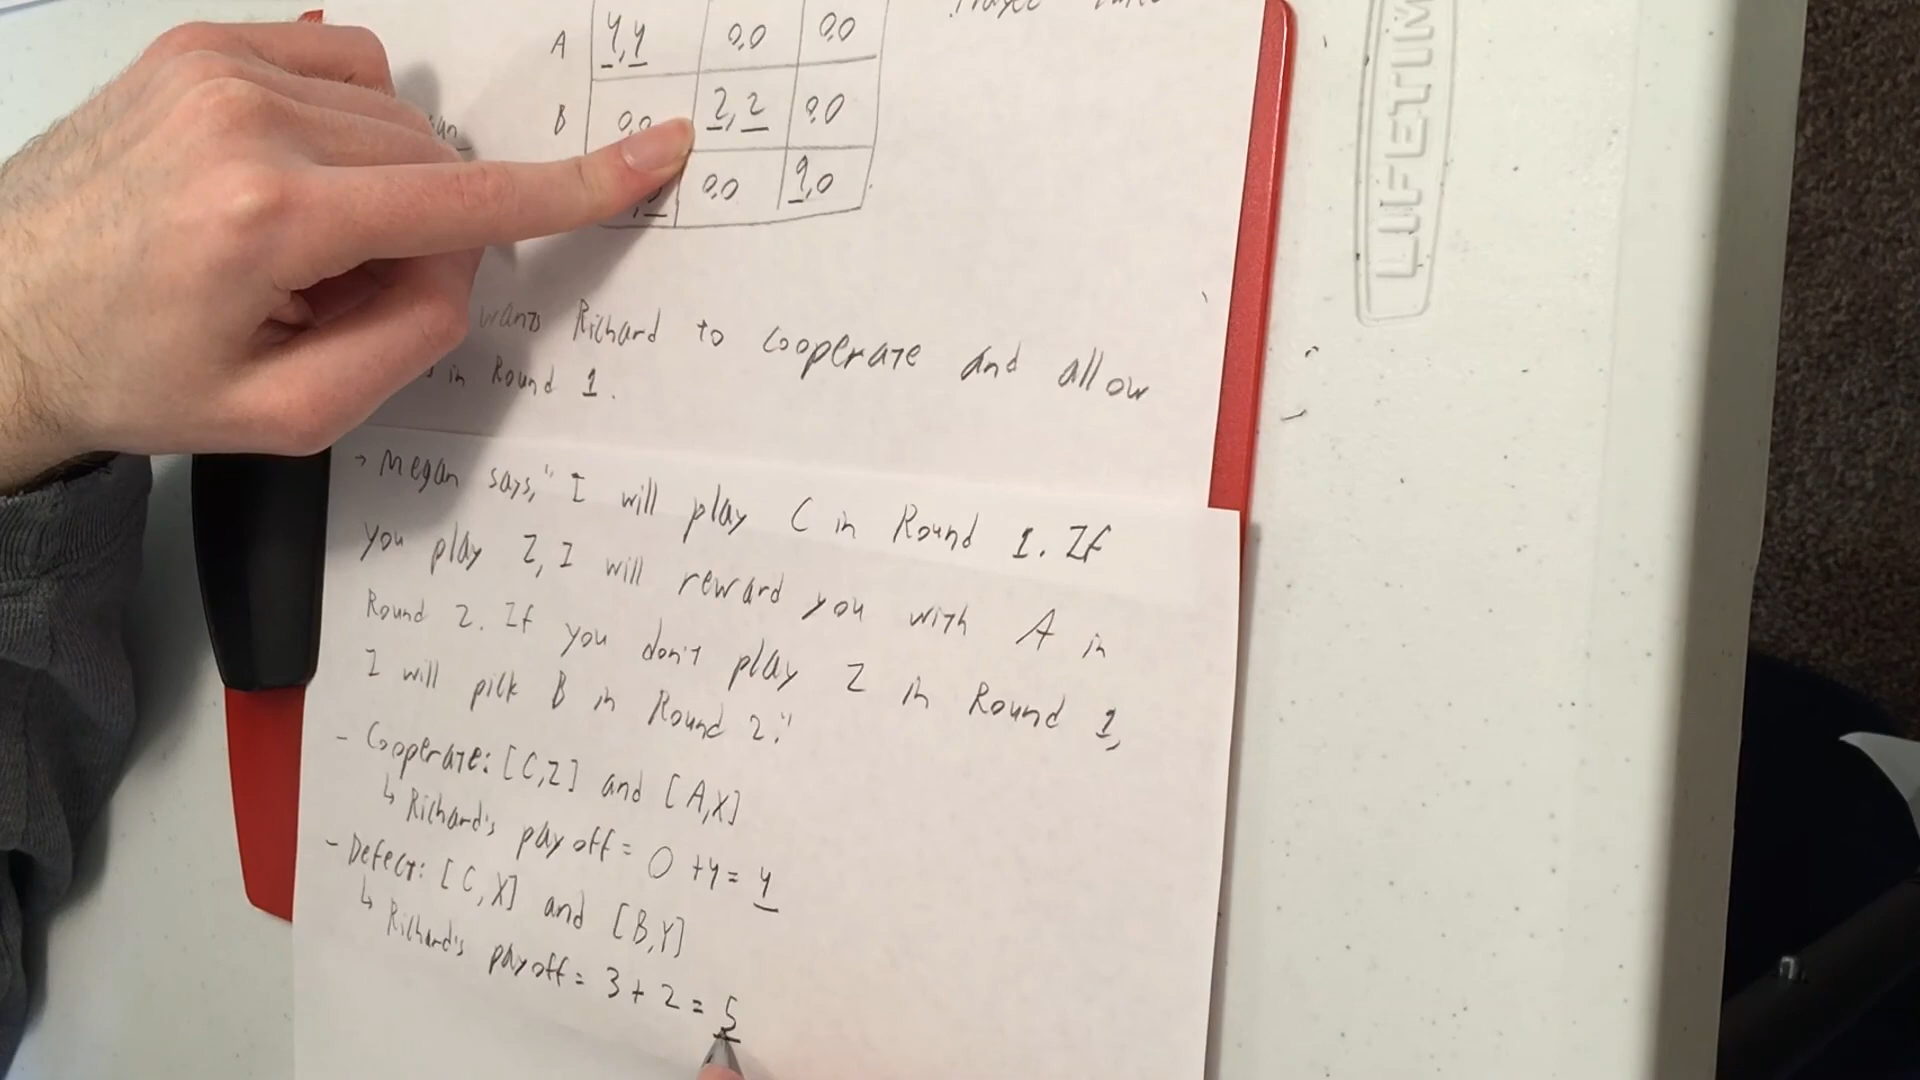 A 4,4 0,0 0,0
B 0,0 2,2 0,0
0,0 9,0
wants Richard to cooperate and allow
in Round 1.
→ Megan says, "I will play C in Round 1. If
you play Z, I will reward you with A in
Round 2. If you don't play Z in Round 1,
I will pick B in Round 2."
- Cooperate: [C,Z] and [A,X]
↳ Richard's payoff = 0 + 4 = 4
- Defect: [C,X] and [B,Y]
↳ Richard's payoff = 3 + 2 = 5
LIFETIM